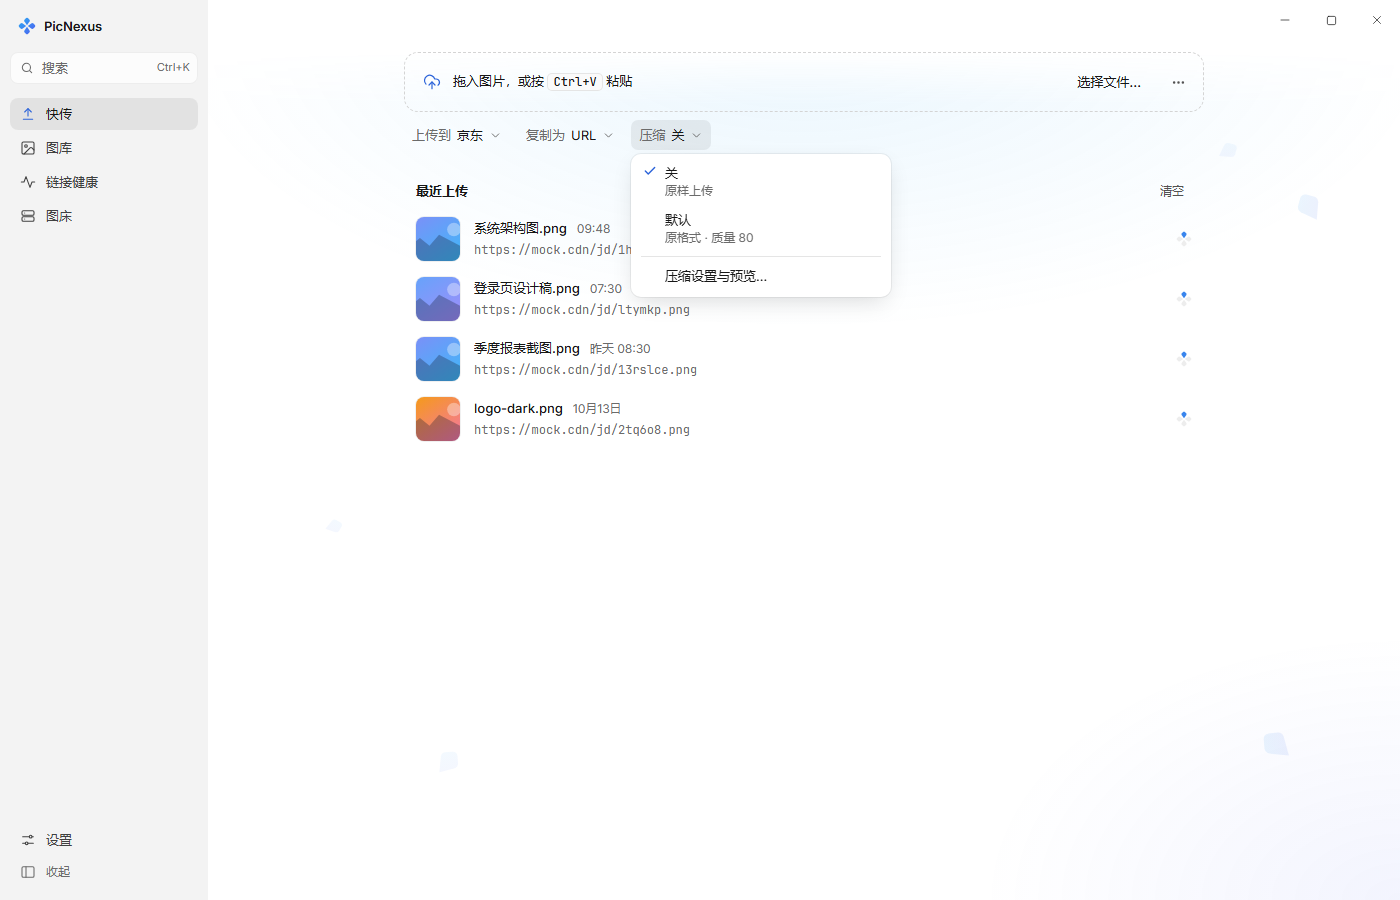 PicNexus
搜索 Ctrl+K
快传
图库
链接健康
图床
设置
收起
拖入图片，或按 Ctrl+V 粘贴
选择文件...
上传到 京东
复制为 URL
压缩 关
关
原样上传
默认
原格式 · 质量 80
压缩设置与预览...
最近上传
清空
系统架构图.png 09:48
https://mock.cdn/jd/1h
登录页设计稿.png 07:30
https://mock.cdn/jd/ltymkp.png
季度报表截图.png 昨天 08:30
https://mock.cdn/jd/13rslce.png
logo-dark.png 10月13日
https://mock.cdn/jd/2tq6o8.png